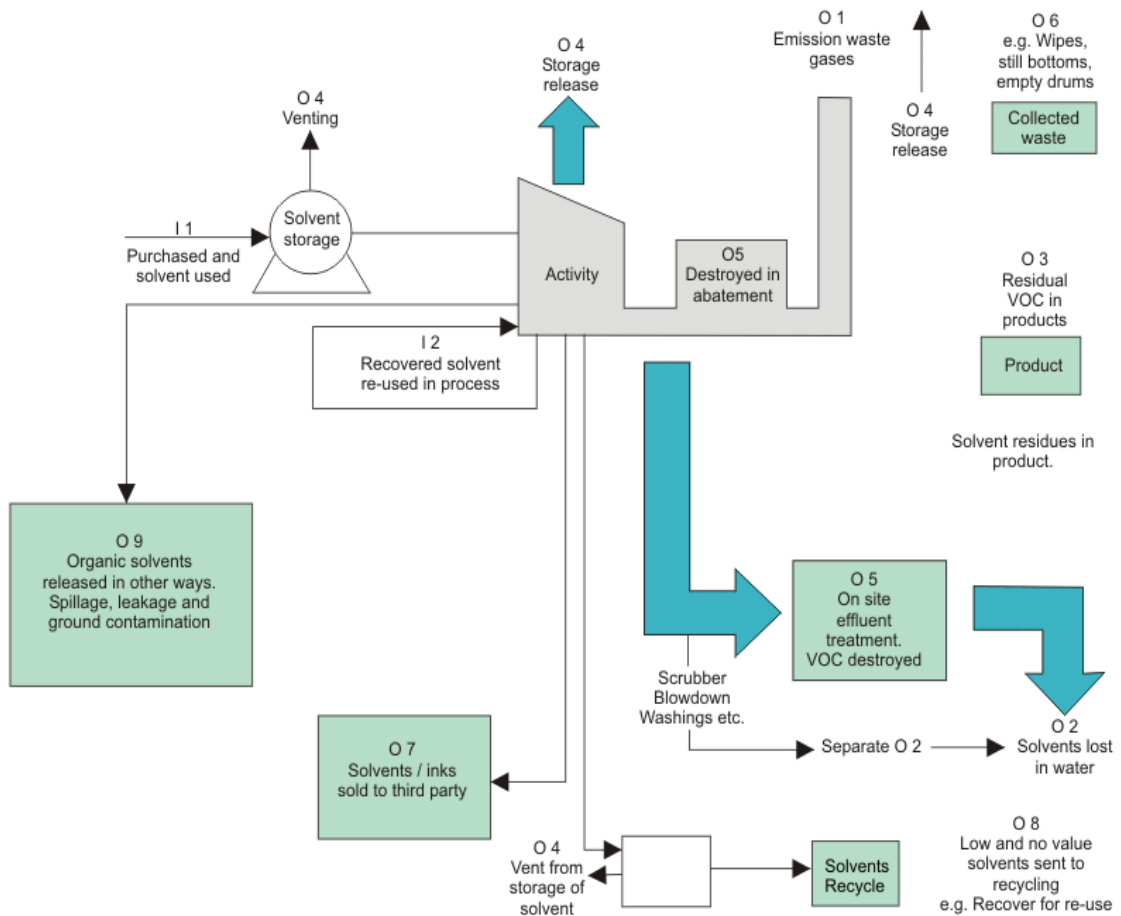 O 1
Emission waste
gases
O 6
e.g. Wipes,
still bottoms,
empty drums
O 4
Storage
release
O 4
Venting
O 4
Storage
release
Collected
waste
Solvent
storage
I 1
Purchased and
solvent used
Activity
O5
Destroyed in
abatement
O 3
Residual
VOC in
products
Product
I 2
Recovered solvent
re-used in process
Solvent residues in
product.
O 9
Organic solvents
released in other ways.
Spillage, leakage and
ground contamination
O 5
On site
effluent
treatment.
VOC destroyed
Scrubber
Blowdown
Washings etc.
Separate O 2
O 2
Solvents lost
in water
O 7
Solvents / inks
sold to third party
O 4
Vent from
storage of
solvent
Solvents
Recycle
O 8
Low and no value
solvents sent to
recycling
e.g. Recover for re-use